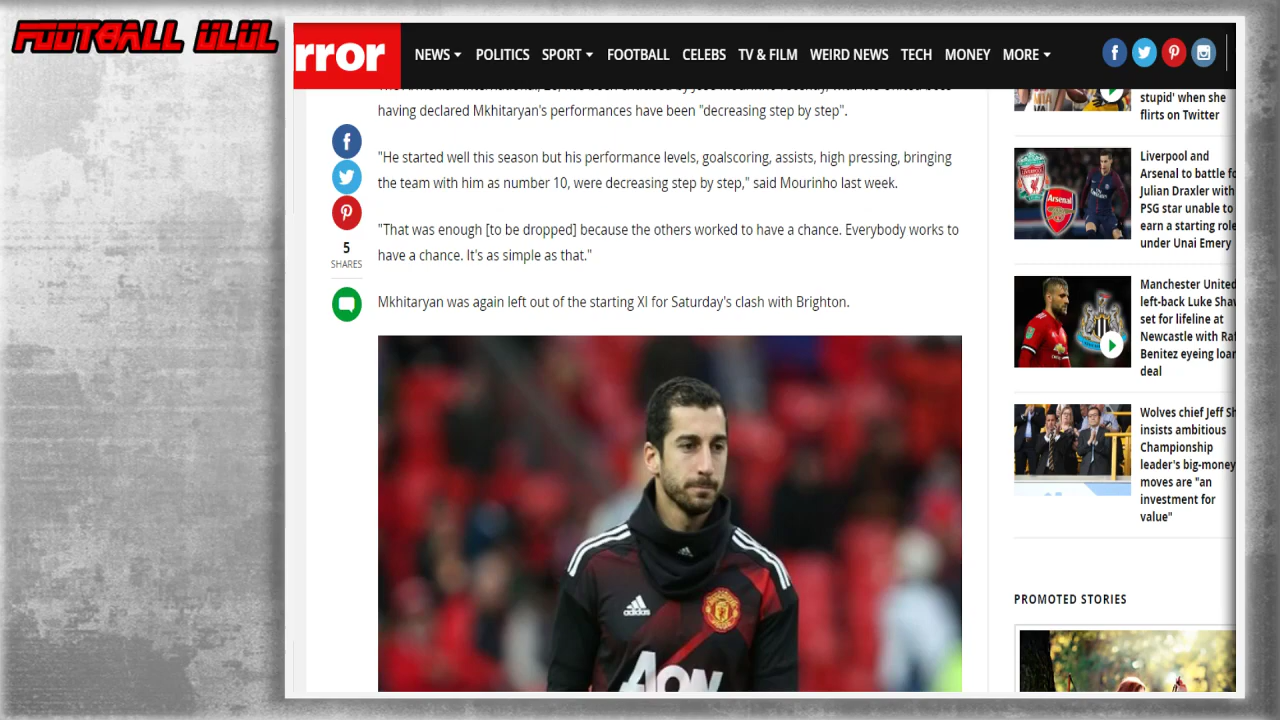 FOOTBALL ÜLÜL
rror
NEWS POLITICS SPORT FOOTBALL CELEBS TV & FILM WEIRD NEWS TECH MONEY MORE
having declared Mkhitaryan's performances have been "decreasing step by step".
"He started well this season but his performance levels, goalscoring, assists, high pressing, bringing
the team with him as number 10, were decreasing step by step," said Mourinho last week.
"That was enough [to be dropped] because the others worked to have a chance. Everybody works to
have a chance. It's as simple as that."
Mkhitaryan was again left out of the starting XI for Saturday's clash with Brighton.
5
SHARES
adidas
AON
stupid' when she
flirts on Twitter
Liverpool and
Arsenal to battle fo
Julian Draxler with
PSG star unable to
earn a starting role
under Unai Emery
Arsenal
Manchester United
left-back Luke Shaw
set for lifeline at
Newcastle with Raf
Benitez eyeing loan
deal
Wolves chief Jeff Sh
insists ambitious
Championship
leader's big-money
moves are "an
investment for
value"
PROMOTED STORIES